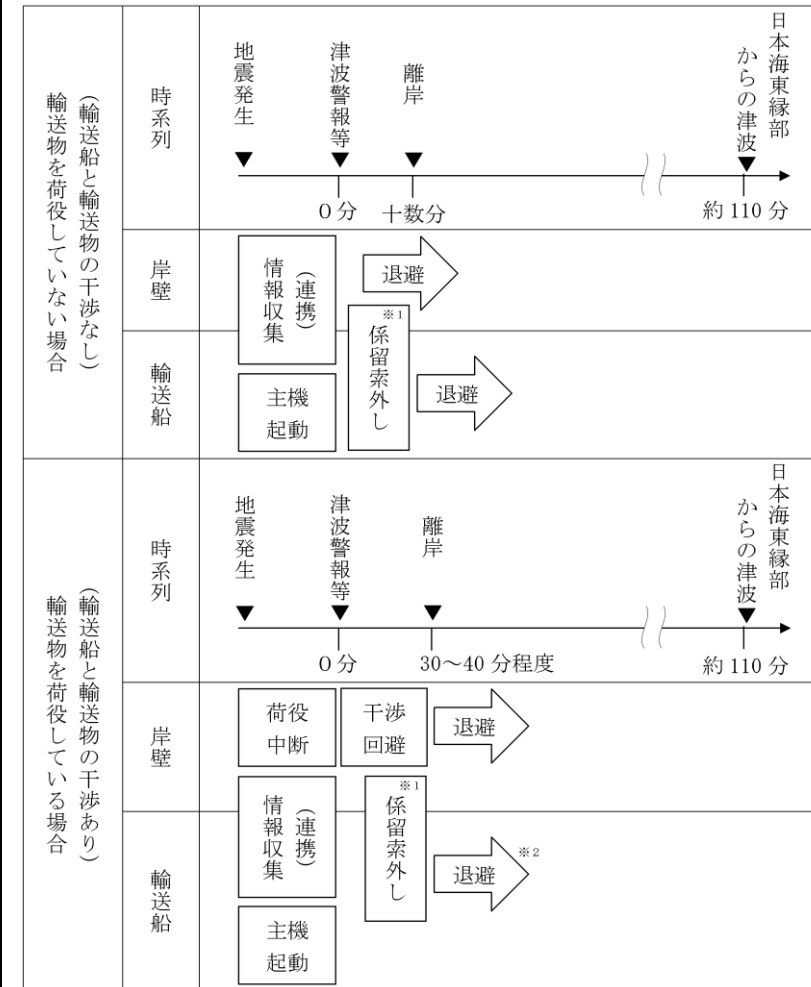 輸送物を荷役していない場合
（輸送船と輸送物の干渉なし）
時系列
地震発生
津波警報等
離岸
日本海東縁部
からの津波
0分
十数分
約110分
岸壁
情報収集
（連携）
退避
※1
係留索外し
輸送船
主機
起動
退避
輸送物を荷役している場合
（輸送船と輸送物の干渉あり）
時系列
地震発生
津波警報等
離岸
日本海東縁部
からの津波
0分
30～40分程度
約110分
岸壁
荷役
中断
干渉
回避
退避
情報収集
（連携）
※1
係留索外し
輸送船
退避
※2
主機
起動